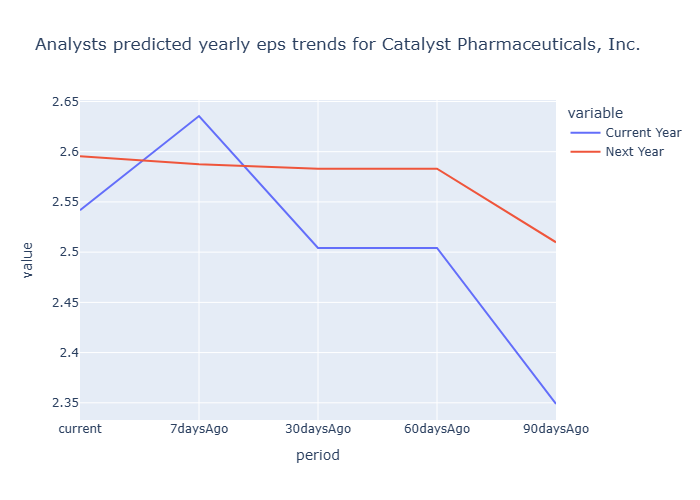 Analysts predicted yearly eps trends for Catalyst Pharmaceuticals, Inc.
variable
Current Year
Next Year
value
2.65
2.6
2.55
2.5
2.45
2.4
2.35
current
7daysAgo
30daysAgo
60daysAgo
90daysAgo
period